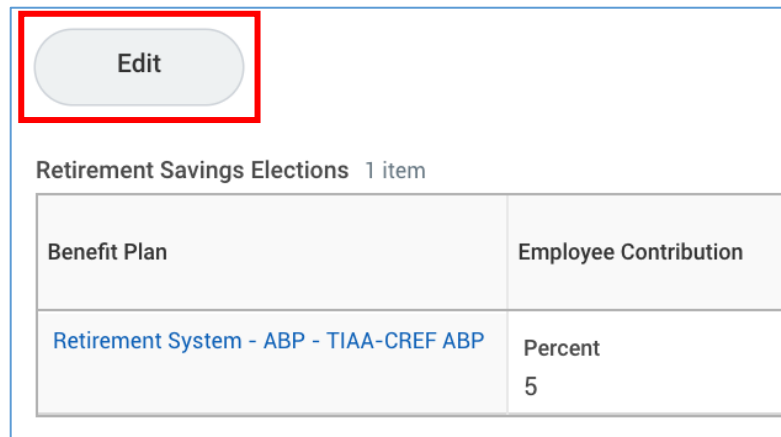 Edit
Retirement Savings Elections 1 item
Benefit Plan Employee Contribution
Retirement System - ABP - TIAA-CREF ABP Percent
5